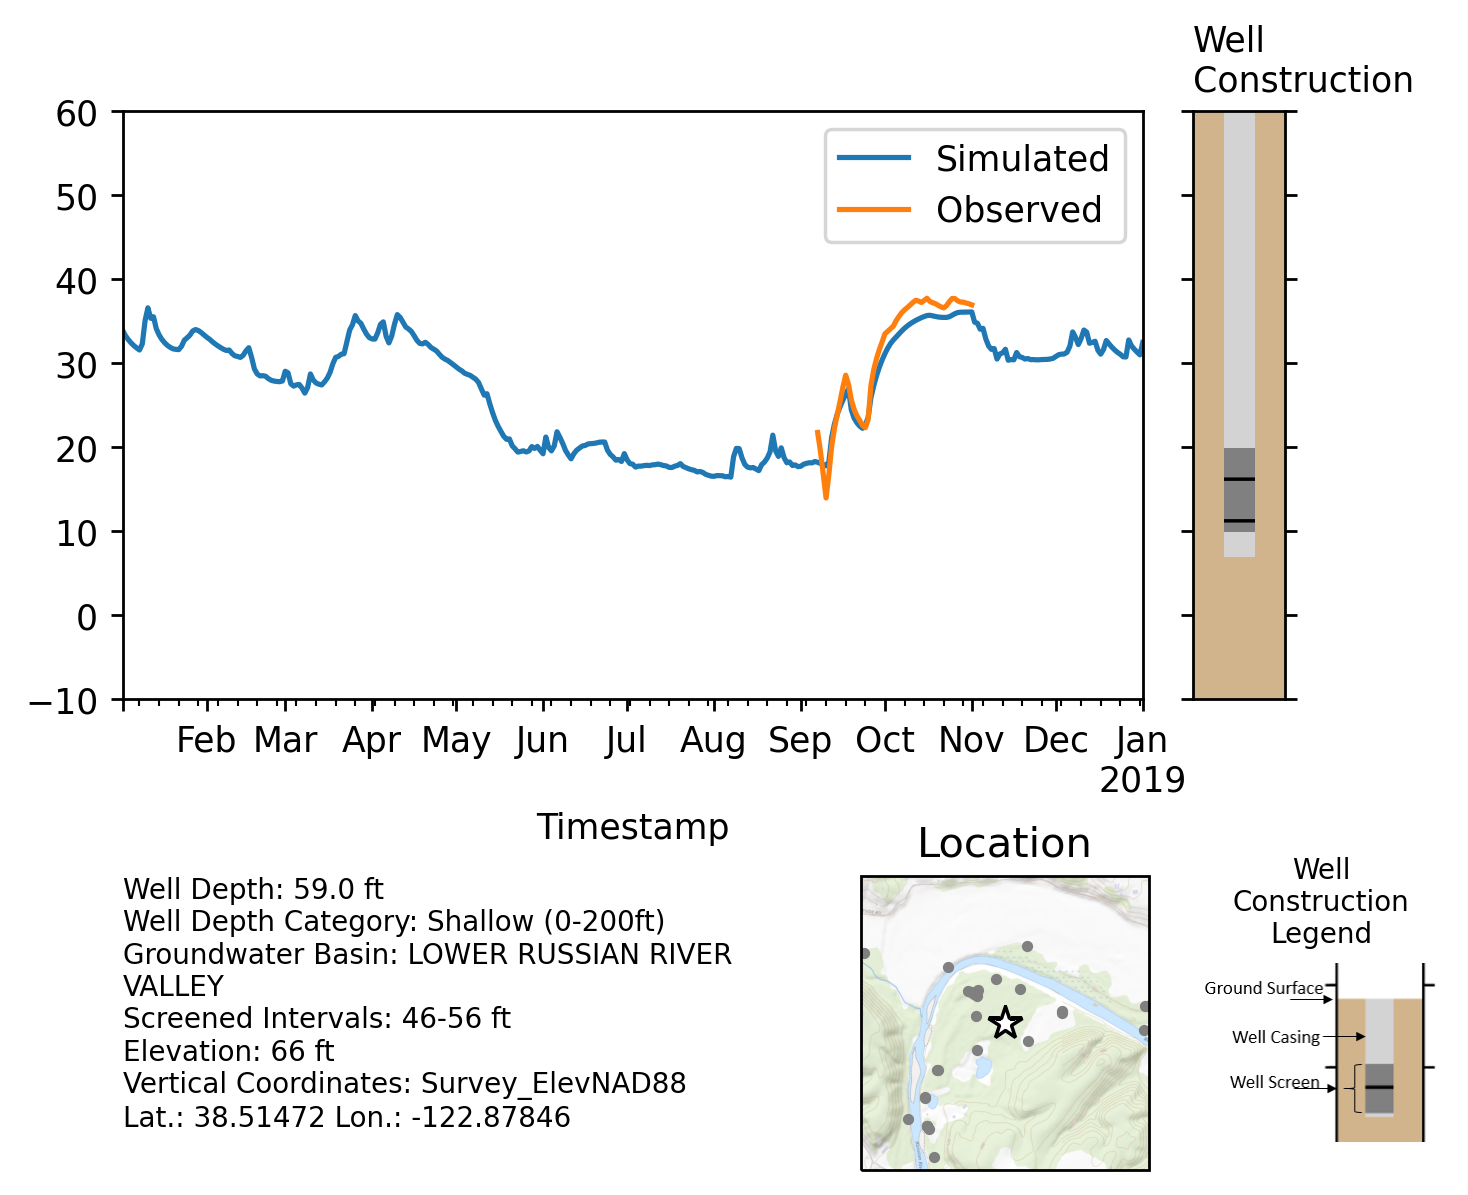 Well
Construction
60
50
40
30
20
10
0
−10
Simulated
Observed
Feb Mar Apr May Jun Jul Aug Sep Oct Nov Dec Jan
2019
Timestamp
Location
Well
Construction
Legend
Well Depth: 59.0 ft
Well Depth Category: Shallow (0-200ft)
Groundwater Basin: LOWER RUSSIAN RIVER
VALLEY
Screened Intervals: 46-56 ft
Elevation: 66 ft
Vertical Coordinates: Survey_ElevNAD88
Lat.: 38.51472 Lon.: -122.87846
Ground Surface
Well Casing
Well Screen